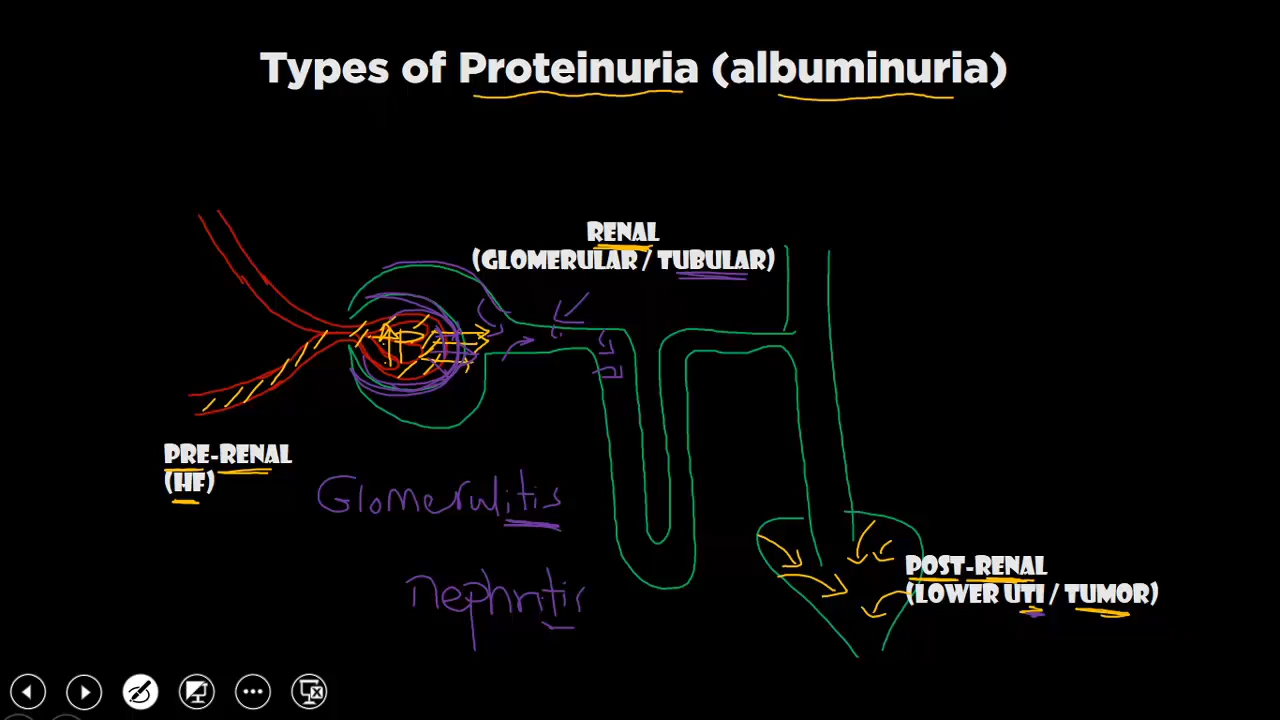 Types of Proteinuria (albuminuria)
RENAL
(GLOMERULAR / TUBULAR)
P
PRE-RENAL
(HF)
Glomerulitis
nephritis
POST-RENAL
(LOWER UTI / TUMOR)